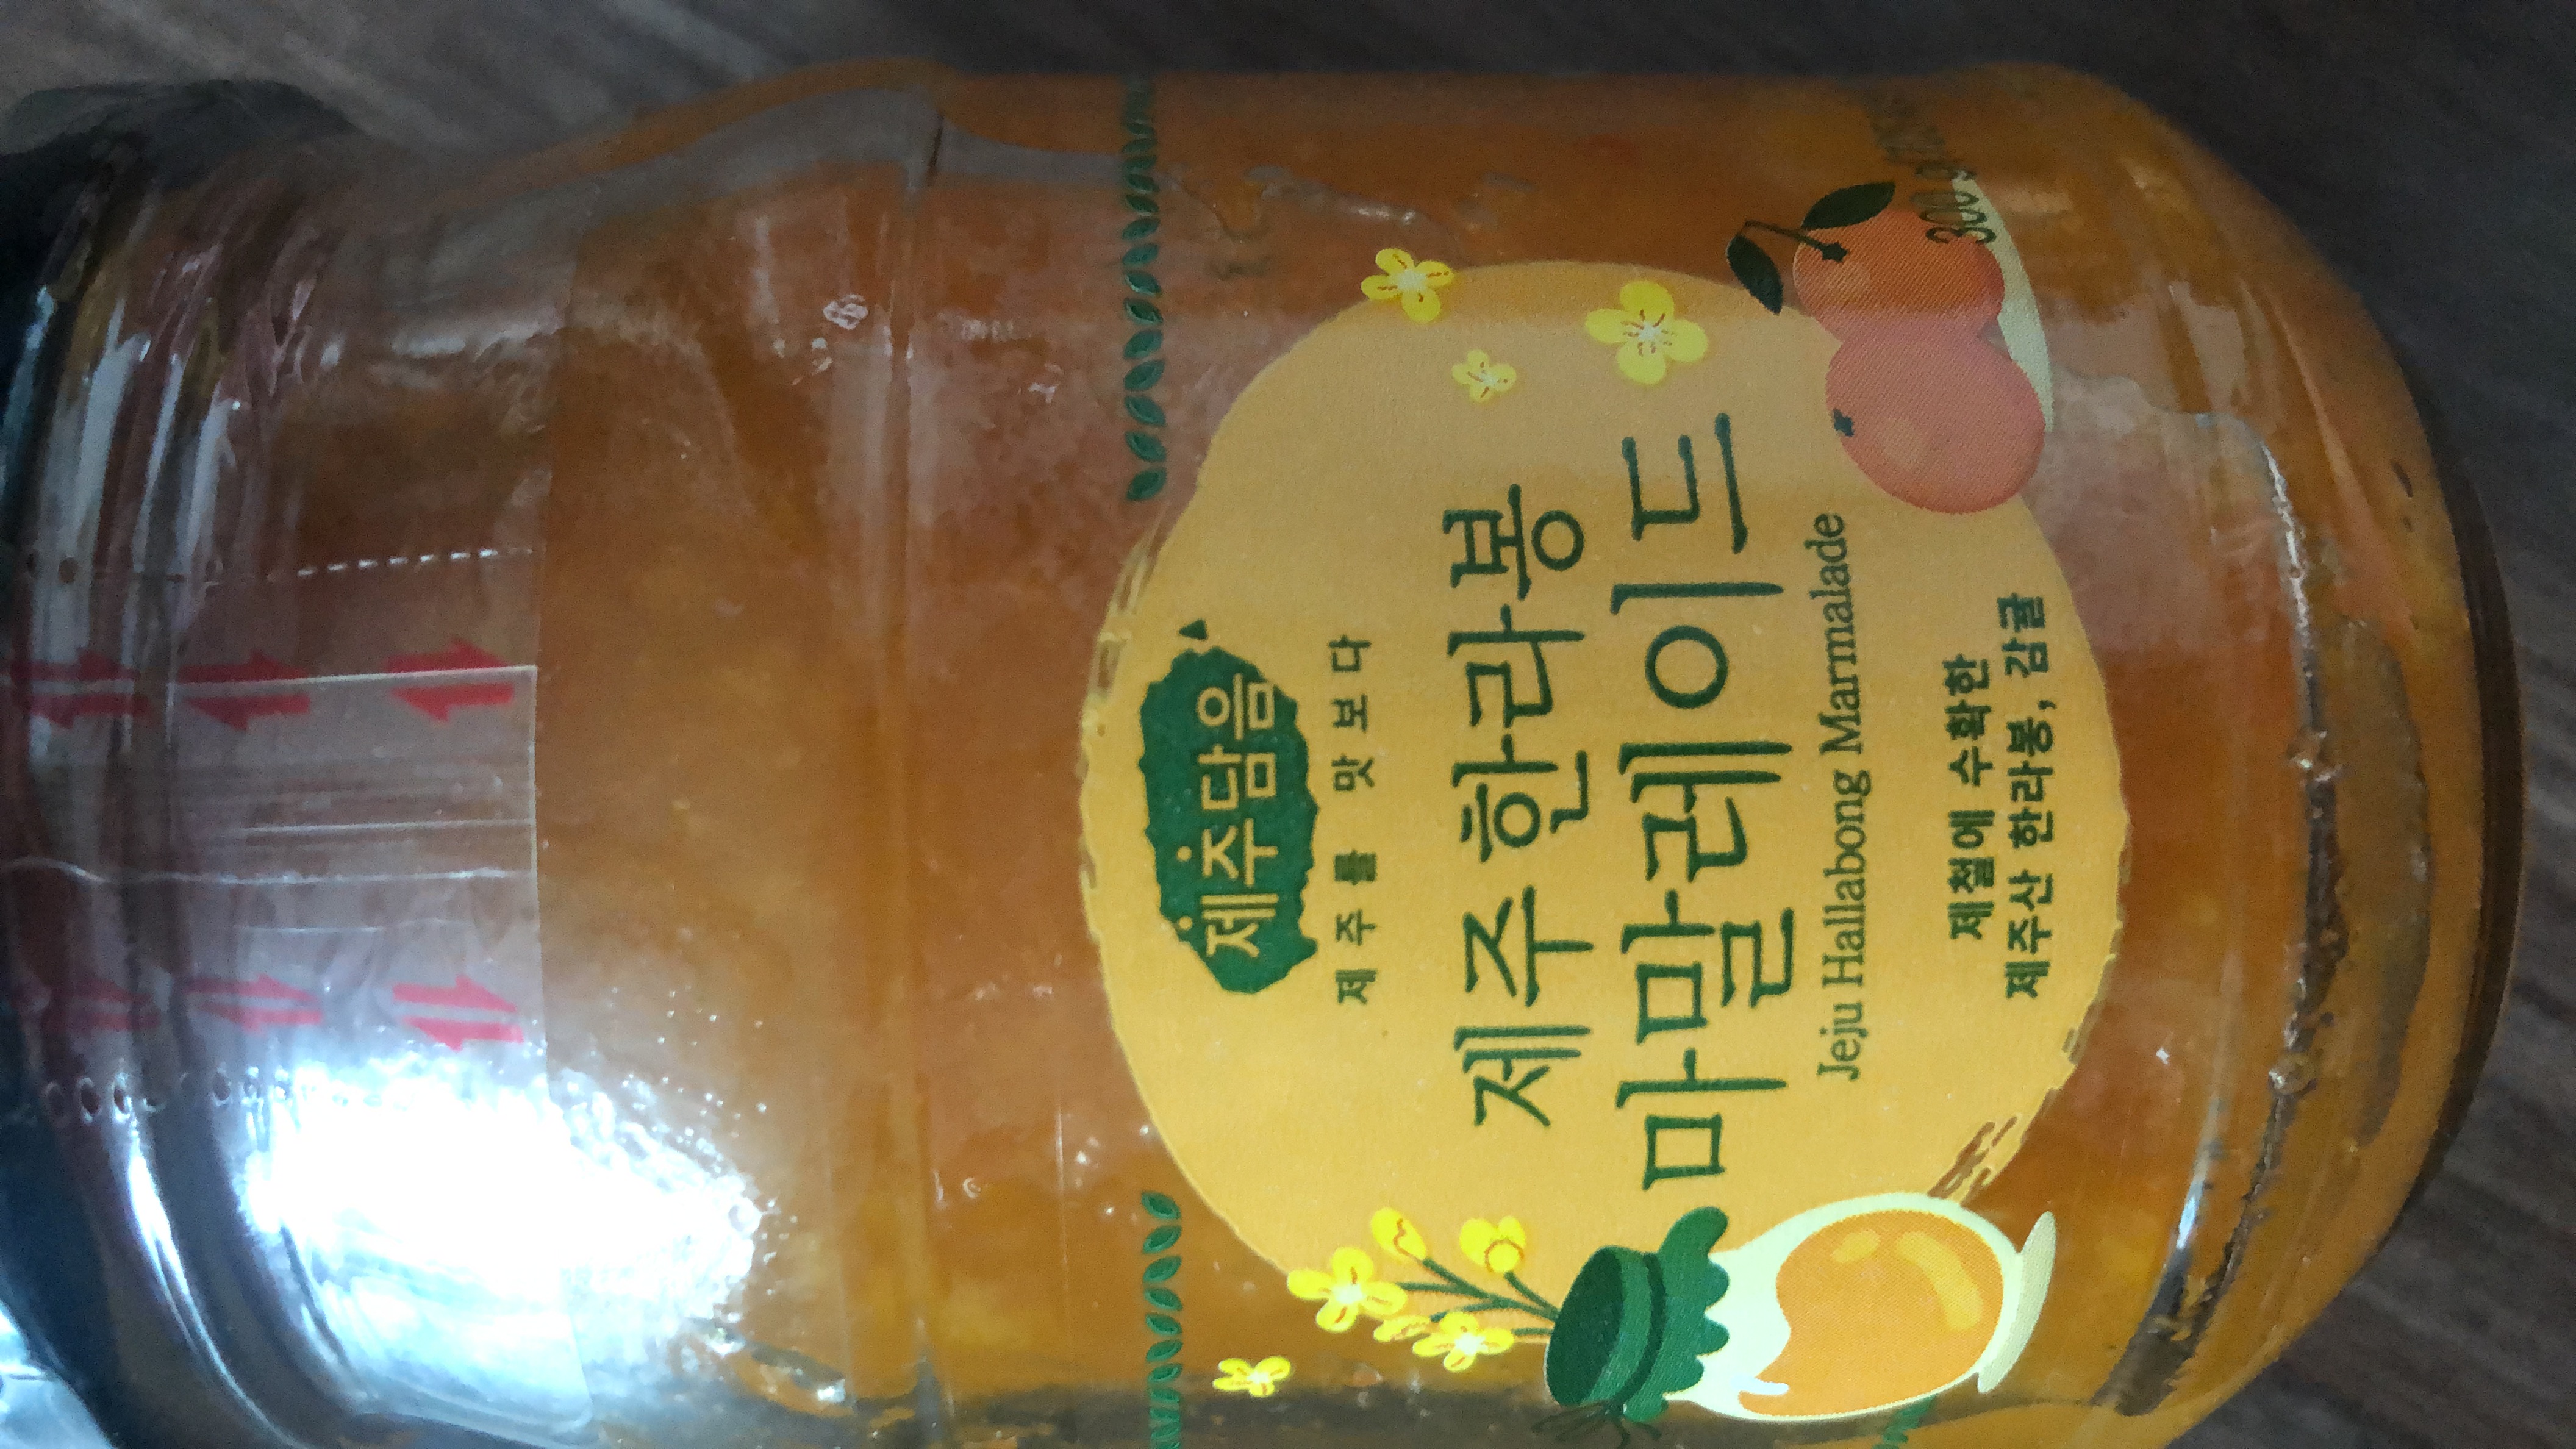 제주담음
제주를 맛보다
제주 한라봉
마말레이드
Jeju Hallabong Marmalade
제철에 수확한
제주산 한라봉, 감귤
300 g